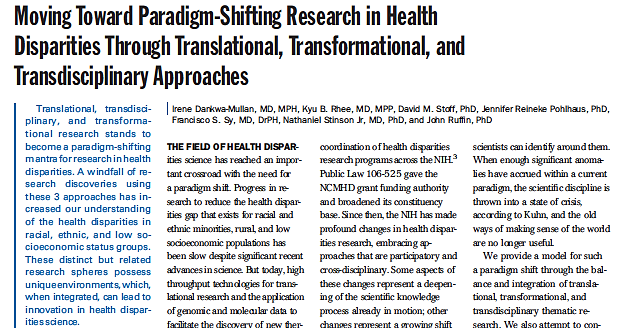 Moving Toward Paradigm-Shifting Research in Health
Disparities Through Translational, Transformational, and
Transdisciplinary Approaches
Translational, transdisci-
plinary, and transforma-
tional research stands to
become a paradigm-shifting
mantra for research in health
disparities. A windfall of re-
search discoveries using
these 3 approaches has in-
creased our understanding
of the health disparities in
racial, ethnic, and low so-
cioeconomic status groups.
These distinct but related
research spheres possess
unique environments, which,
when integrated, can lead to
innovation in health dispar-
ities science.
Irene Dankwa-Mullan, MD, MPH, Kyu B. Rhee, MD, MPP, David M. Stoff, PhD, Jennifer Reineke Pohlhaus, PhD,
Francisco S. Sy, MD, DrPH, Nathaniel Stinson Jr, MD, PhD, and John Ruffin, PhD
THE FIELD OF HEALTH DISPAR-
ities science has reached an impor-
tant crossroad with the need for
a paradigm shift. Progress in re-
search to reduce the health dispar-
ities gap that exists for racial and
ethnic minorities, rural, and low
socioeconomic populations has
been slow despite significant recent
advances in science. But today, high
throughput technologies for trans-
lational research and the application
of genomic and molecular data to
facilitate the discovery of new ther-
coordination of health disparities
research programs across the NIH.3
Public Law 106-525 gave the
NCMHD grant funding authority
and broadened its constituency
base. Since then, the NIH has made
profound changes in health dispar-
ities research, embracing ap-
proaches that are participatory and
cross-disciplinary. Some aspects of
these changes represent a deepen-
ing of the scientific knowledge
process already in motion; other
changes represent a growing shift
scientists can identify around them.
When enough significant anoma-
lies have accrued within a current
paradigm, the scientific discipline is
thrown into a state of crisis,
according to Kuhn, and the old
ways of making sense of the world
are no longer useful.
We provide a model for such
a paradigm shift through the bal-
ance and integration of transla-
tional, transformational, and
transdisciplinary thematic re-
search. We also attempt to con-